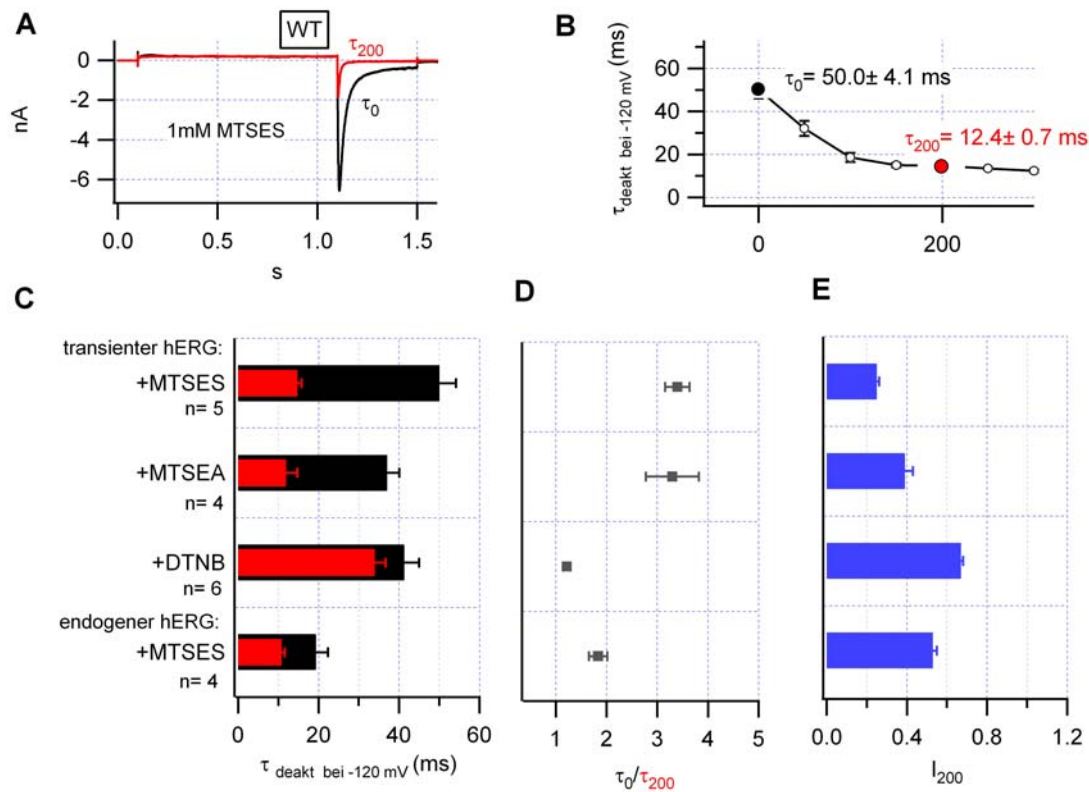 A
WT
τ200
τ0
1mM MTSES
nA
0
-2
-4
-6
0.0 0.5 1.0 1.5
s
B
τdeakt bei -120 mV (ms)
60
40
20
0
τ0= 50.0± 4.1 ms
τ200= 12.4± 0.7 ms
0 200
C
transienter hERG:
+MTSES
n= 5
+MTSEA
n= 4
+DTNB
n= 6
endogener hERG:
+MTSES
n= 4
0 20 40 60
τ deakt bei -120 mV (ms)
D
1 2 3 4 5
τ0/τ200
E
0.0 0.4 0.8 1.2
I200